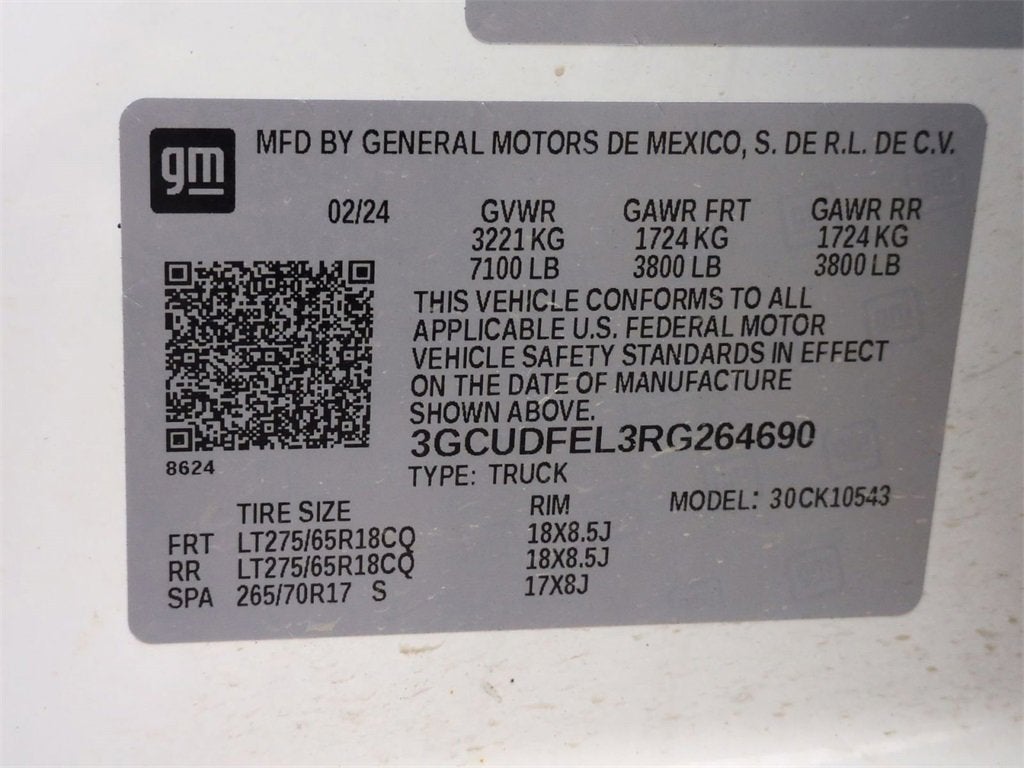 gm
MFD BY GENERAL MOTORS DE MEXICO, S. DE R.L. DE C.V.
02/24 GVWR GAWR FRT GAWR RR
3221 KG 1724 KG 1724 KG
7100 LB 3800 LB 3800 LB
THIS VEHICLE CONFORMS TO ALL
APPLICABLE U.S. FEDERAL MOTOR
VEHICLE SAFETY STANDARDS IN EFFECT
ON THE DATE OF MANUFACTURE
SHOWN ABOVE.
3GCUDFEL3RG264690
8624
TYPE: TRUCK
TIRE SIZE RIM MODEL: 30CK10543
FRT LT275/65R18CQ 18X8.5J
RR LT275/65R18CQ 18X8.5J
SPA 265/70R17 S 17X8J